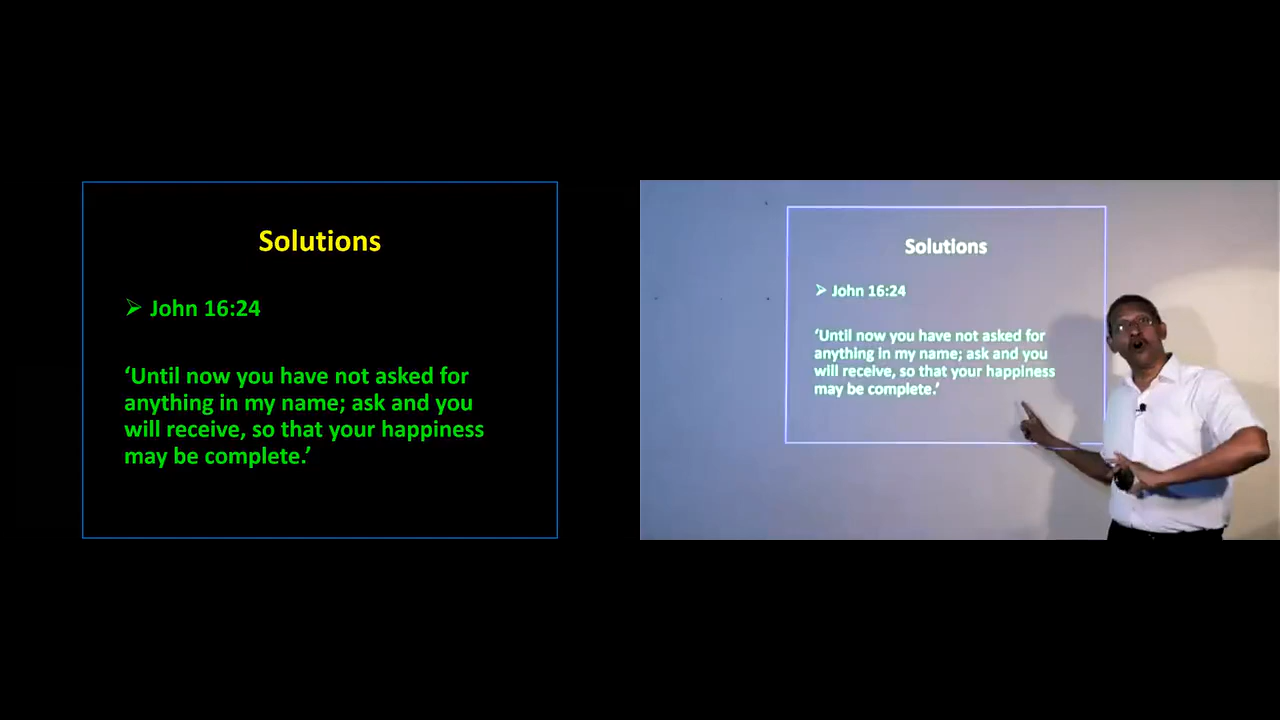 Solutions
➢ John 16:24
‘Until now you have not asked for
anything in my name; ask and you
will receive, so that your happiness
may be complete.’
Solutions
➢ John 16:24
‘Until now you have not asked for
anything in my name; ask and you
will receive, so that your happiness
may be complete.’